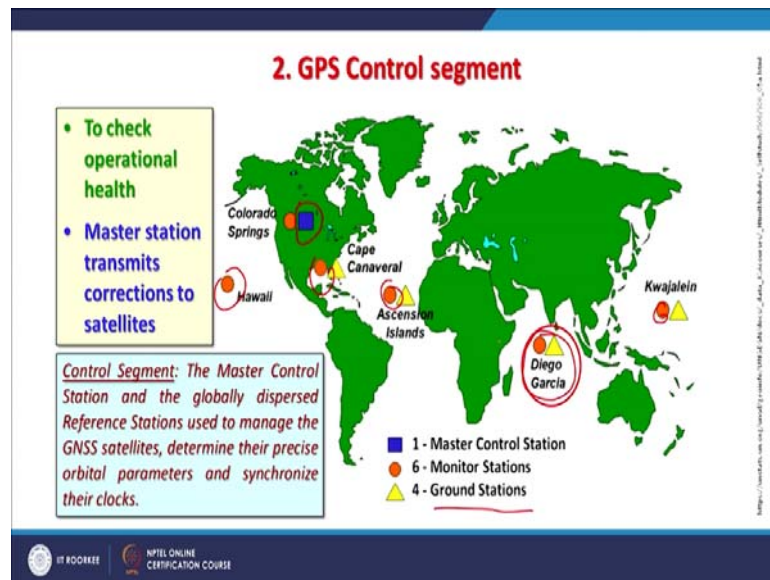 2. GPS Control segment
• To check
operational
health
• Master station
transmits
corrections to
satellites
Colorado
Springs
Cape
Canaveral
Hawaii
Ascension
Islands
Kwajalein
Diego
Garcia
Control Segment: The Master Control
Station and the globally dispersed
Reference Stations used to manage the
GNSS satellites, determine their precise
orbital parameters and synchronize
their clocks.
1 - Master Control Station
6 - Monitor Stations
4 - Ground Stations
IIT ROORKEE
NPTEL ONLINE
CERTIFICATION COURSE